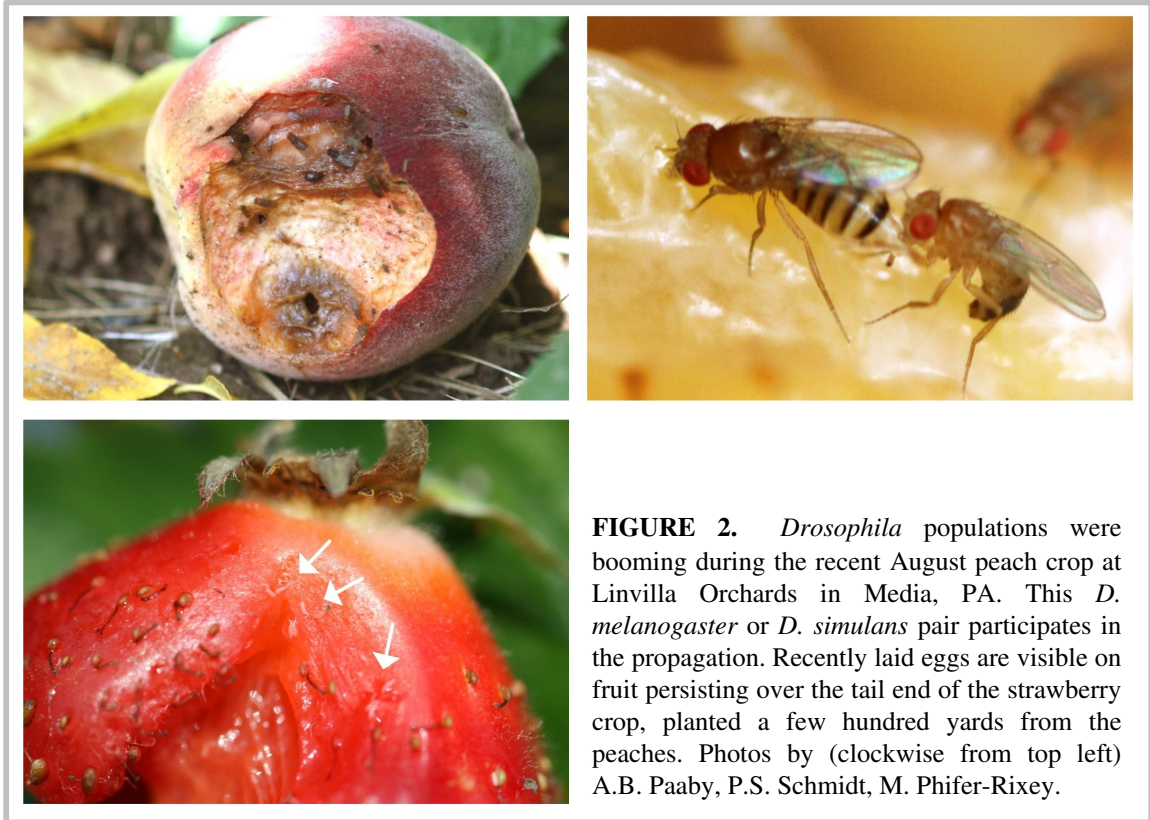 FIGURE 2. Drosophila populations were
booming during the recent August peach crop at
Linvilla Orchards in Media, PA. This D.
melanogaster or D. simulans pair participates in
the propagation. Recently laid eggs are visible on
fruit persisting over the tail end of the strawberry
crop, planted a few hundred yards from the
peaches. Photos by (clockwise from top left)
A.B. Paaby, P.S. Schmidt, M. Phifer-Rixey.